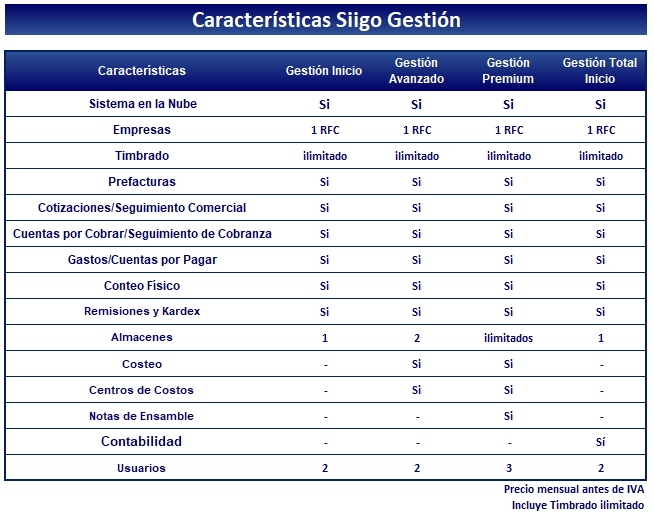 Características Siigo Gestión
Características Gestión Inicio Gestión Avanzado Gestión Premium Gestión Total Inicio
Sistema en la Nube Si Si Si Si
Empresas 1 RFC 1 RFC 1 RFC 1 RFC
Timbrado ilimitado ilimitado ilimitado ilimitado
Prefacturas Si Si Si Si
Cotizaciones/Seguimiento Comercial Si Si Si Si
Cuentas por Cobrar/Seguimiento de Cobranza Si Si Si Si
Gastos/Cuentas por Pagar Si Si Si Si
Conteo Fisico Si Si Si Si
Remisiones y Kardex Si Si Si Si
Almacenes 1 2 ilimitados 1
Costeo - Si Si -
Centros de Costos - Si Si -
Notas de Ensamble - - Si -
Contabilidad - - - Sí
Usuarios 2 2 3 2
Precio mensual antes de IVA
Incluye Timbrado ilimitado